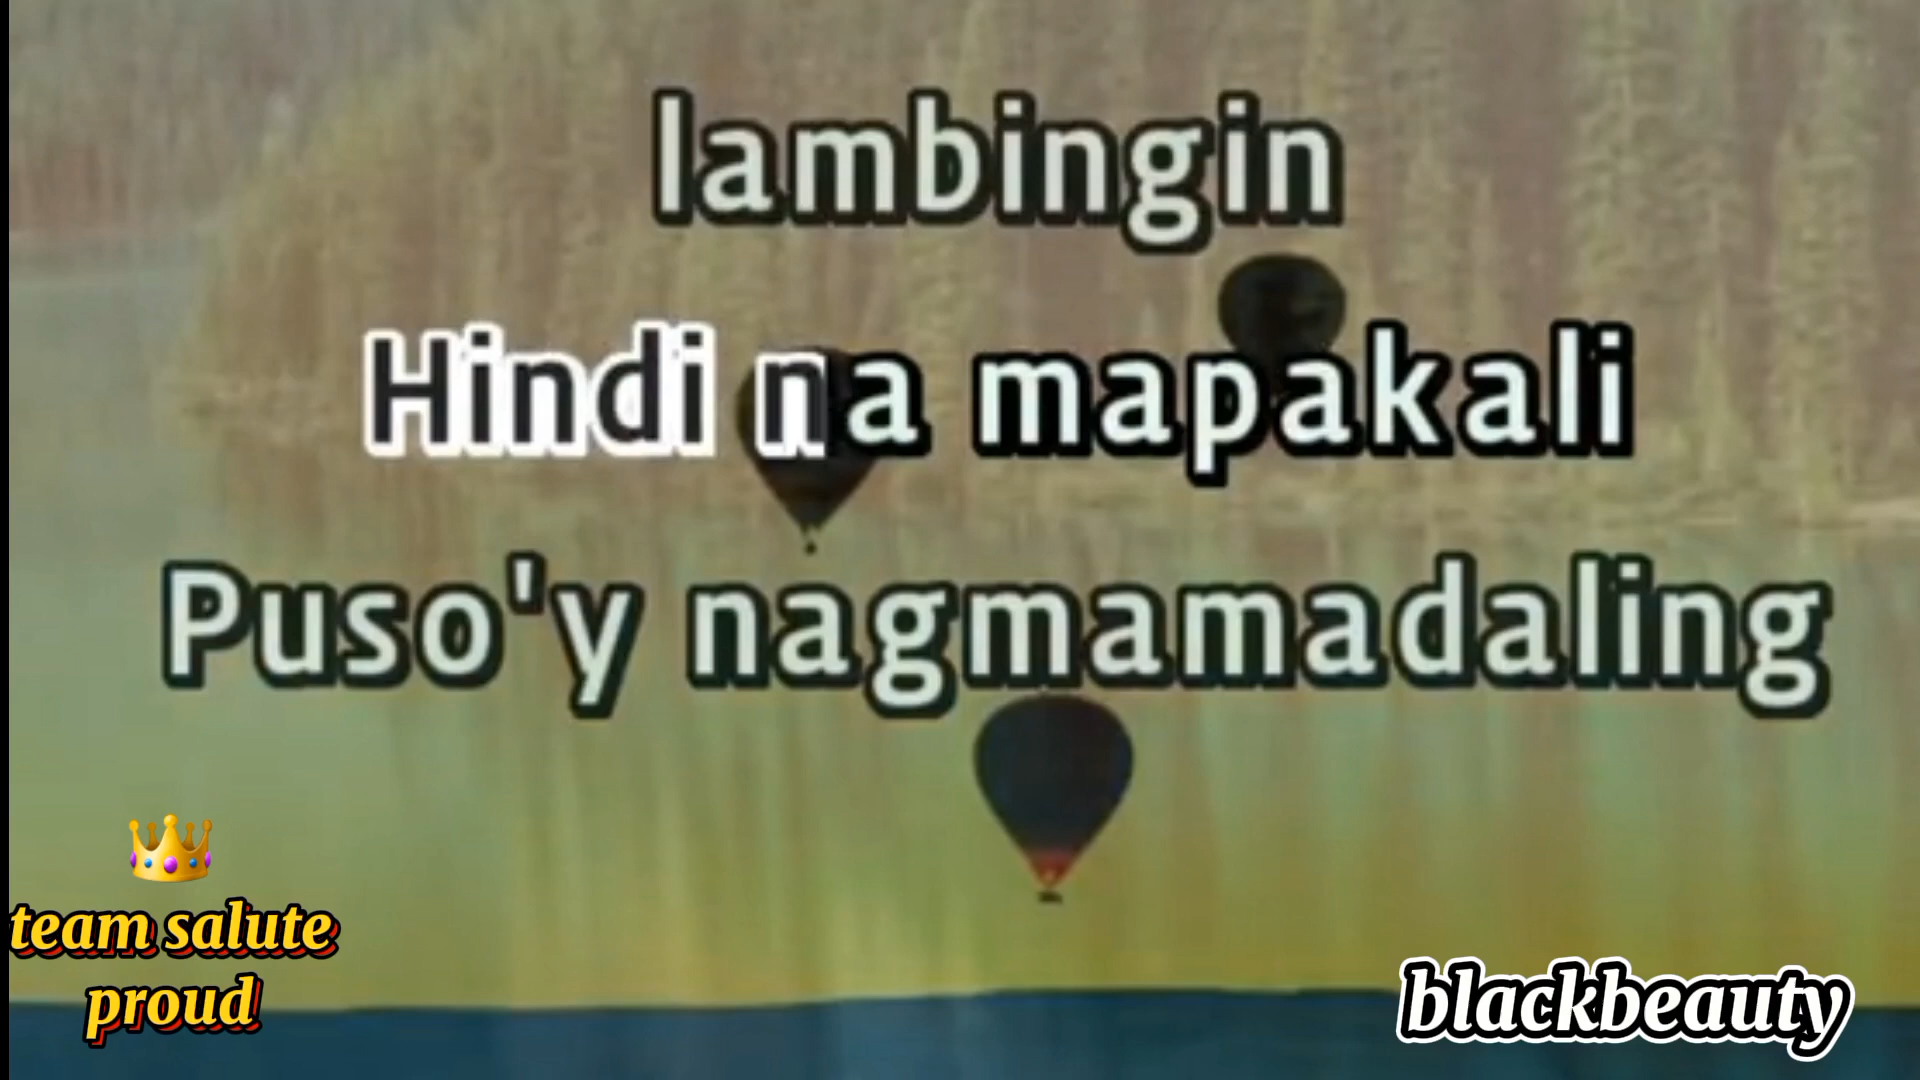 lambingin
Hindi na mapakali
Puso'y nagmamadaling
team salute
proud
blackbeauty